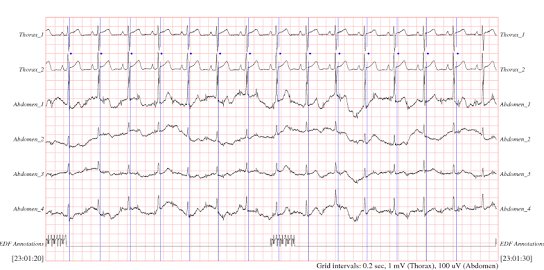 Thorax_1 Thorax_1
Thorax_2 Thorax_2
Abdomen_1 Abdomen_1
Abdomen_2 Abdomen_2
Abdomen_3 Abdomen_3
Abdomen_4 Abdomen_4
EDF Annotations EDF Annotations
[23:01:20] [23:01:30]
Grid intervals: 0.2 sec, 1 mV (Thorax), 100 uV (Abdomen)